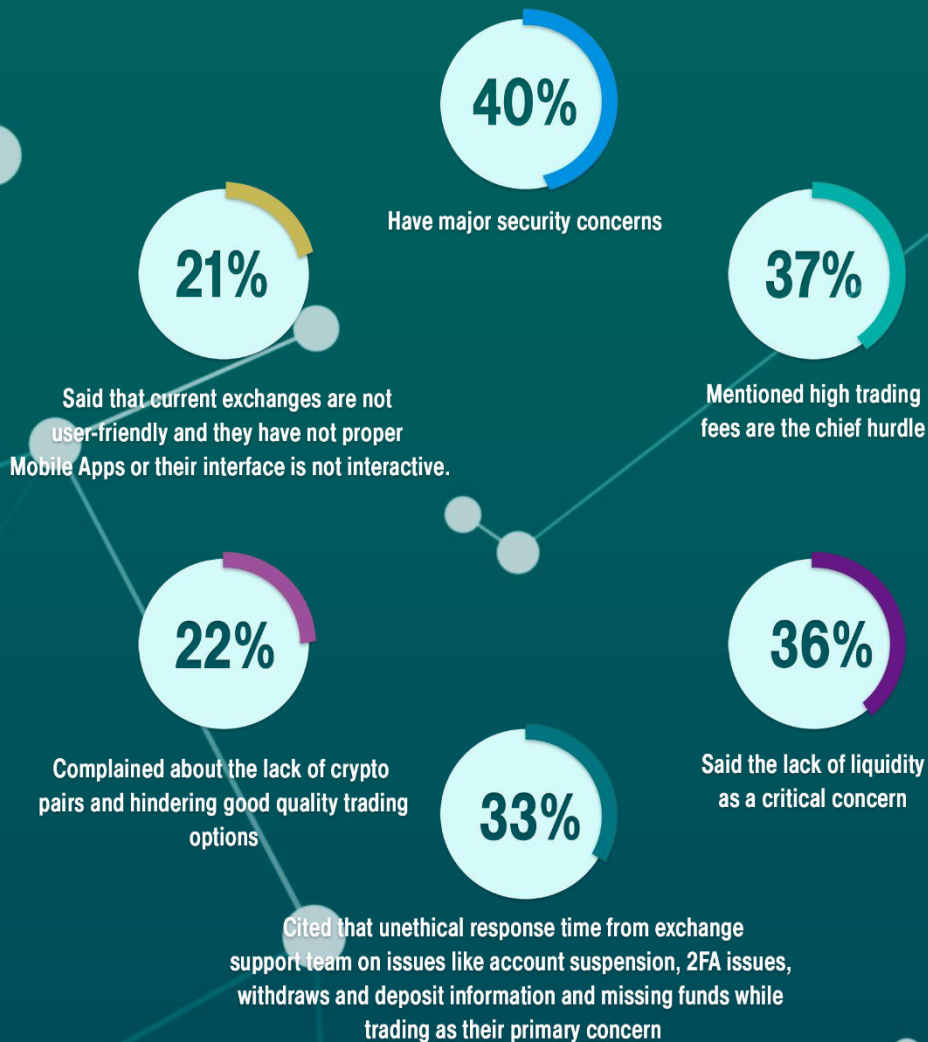 40%
Have major security concerns
21%
Said that current exchanges are not
user-friendly and they have not proper
Mobile Apps or their interface is not interactive.
37%
Mentioned high trading
fees are the chief hurdle
22%
Complained about the lack of crypto
pairs and hindering good quality trading
options
36%
Said the lack of liquidity
as a critical concern
33%
Cited that unethical response time from exchange
support team on issues like account suspension, 2FA issues,
withdraws and deposit information and missing funds while
trading as their primary concern